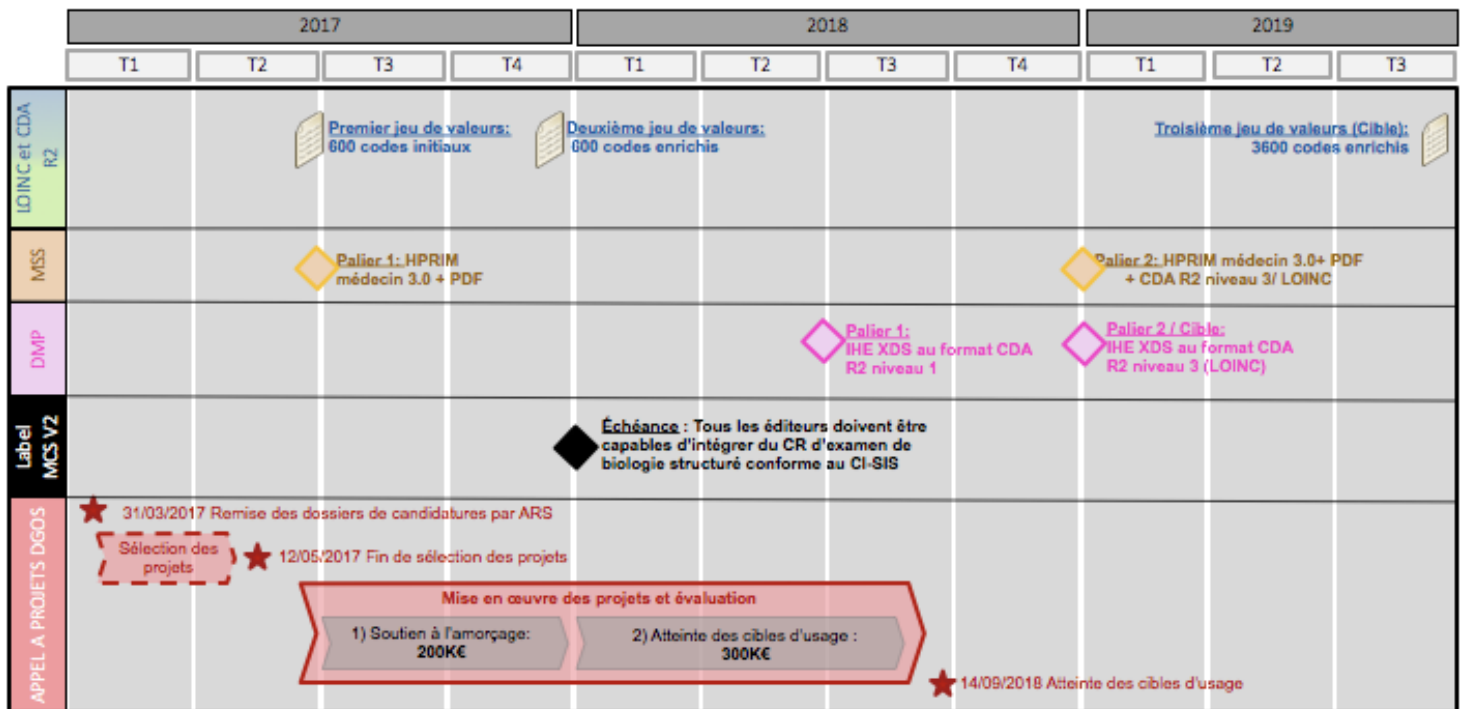 2017
2018
2019
T1
T2
T3
T4
T1
T2
T3
T4
T1
T2
T3
LOINC et CDA
R2
Premier jeu de valeurs:
600 codes initiaux
Deuxième jeu de valeurs:
600 codes enrichis
Troisième jeu de valeurs (Cible):
3600 codes enrichis
MSS
Palier 1: HPRIM
médecin 3.0 + PDF
Palier 2: HPRIM médecin 3.0+ PDF
+ CDA R2 niveau 3/ LOINC
DMP
Palier 1:
IHE XDS au format CDA
R2 niveau 1
Palier 2 / Cible:
IHE XDS au format CDA
R2 niveau 3 (LOINC)
Label
MCS V2
Échéance : Tous les éditeurs doivent être
capables d'intégrer du CR d'examen de
biologie structuré conforme au CI-SIS
APPEL A PROJETS DGOS
31/03/2017 Remise des dossiers de candidatures par ARS
Sélection des
projets
12/05/2017 Fin de sélection des projets
Mise en œuvre des projets et évaluation
1) Soutien à l'amorçage:
200K€
2) Atteinte des cibles d'usage :
300K€
14/09/2018 Atteinte des cibles d'usage